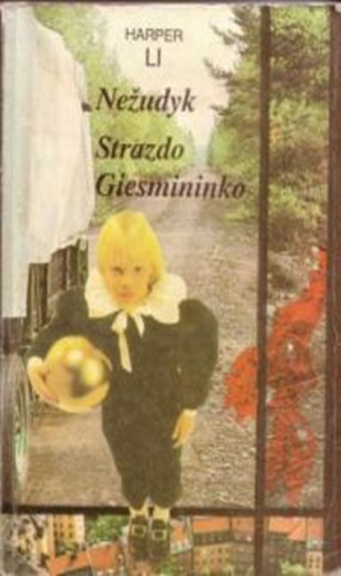 HARPER
LI
Nežudyk
Strazdo
Giesmininko